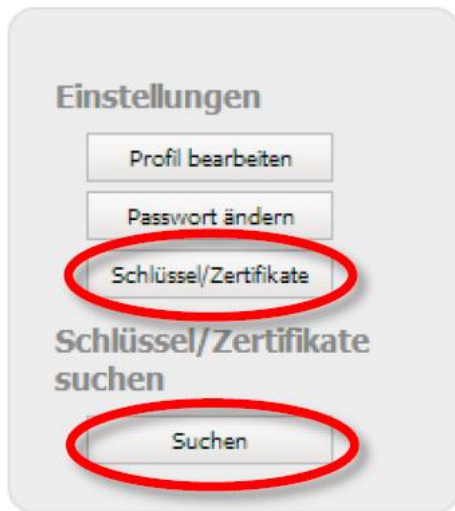 Einstellungen
Profil bearbeiten
Passwort ändern
Schlüssel/Zertifikate
Schlüssel/Zertifikate
suchen
Suchen